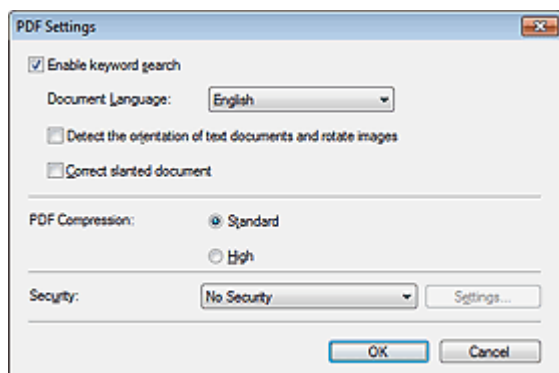 PDF Settings
Enable keyword search
Document Language: English
Detect the orientation of text documents and rotate images
Correct slanted document
PDF Compression: Standard
High
Security: No Security Settings...
OK Cancel